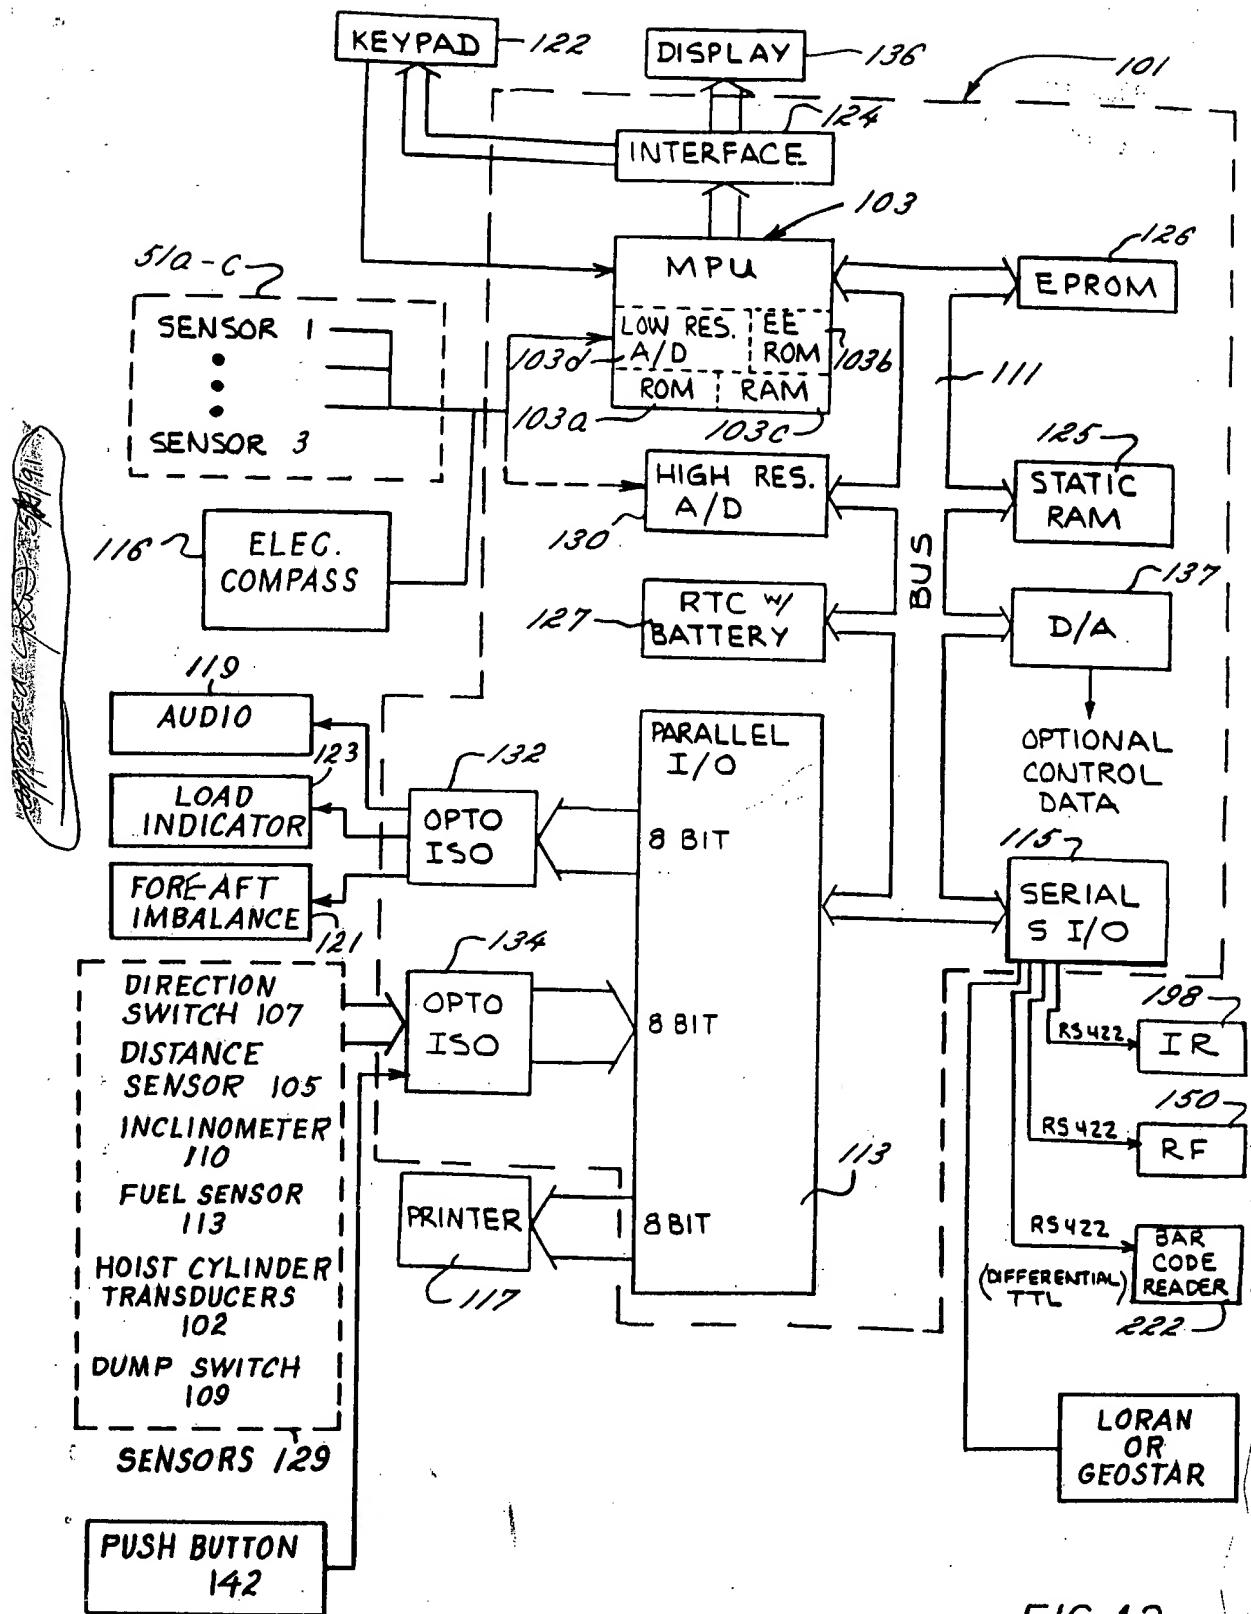 KEYPAD
122
DISPLAY
136
101
124
INTERFACE
103
51a-c
MPU
126
EPROM
SENSOR 1
SENSOR 3
LOW RES.
A/D
EE
ROM
103d
103b
ROM
RAM
103a
103c
111
HIGH RES.
A/D
130
125
STATIC
RAM
116
ELEC.
COMPASS
BUS
RTC W/
BATTERY
127
137
D/A
OPTIONAL
CONTROL
DATA
119
AUDIO
123
LOAD
INDICATOR
FORE-AFT
IMBALANCE
121
132
OPTO
ISO
PARALLEL
I/O
8 BIT
115
SERIAL
S I/O
134
OPTO
ISO
8 BIT
DIRECTION
SWITCH 107
DISTANCE
SENSOR 105
INCLINOMETER
110
FUEL SENSOR
113
HOIST CYLINDER
TRANSDUCERS
102
DUMP SWITCH
109
SENSORS 129
PRINTER
117
8 BIT
113
198
RS422
IR
150
RS422
RF
RS422
(DIFFERENTIAL)
TTL
BAR
CODE
READER
222
LORAN
OR
GEOSTAR
PUSH BUTTON
142